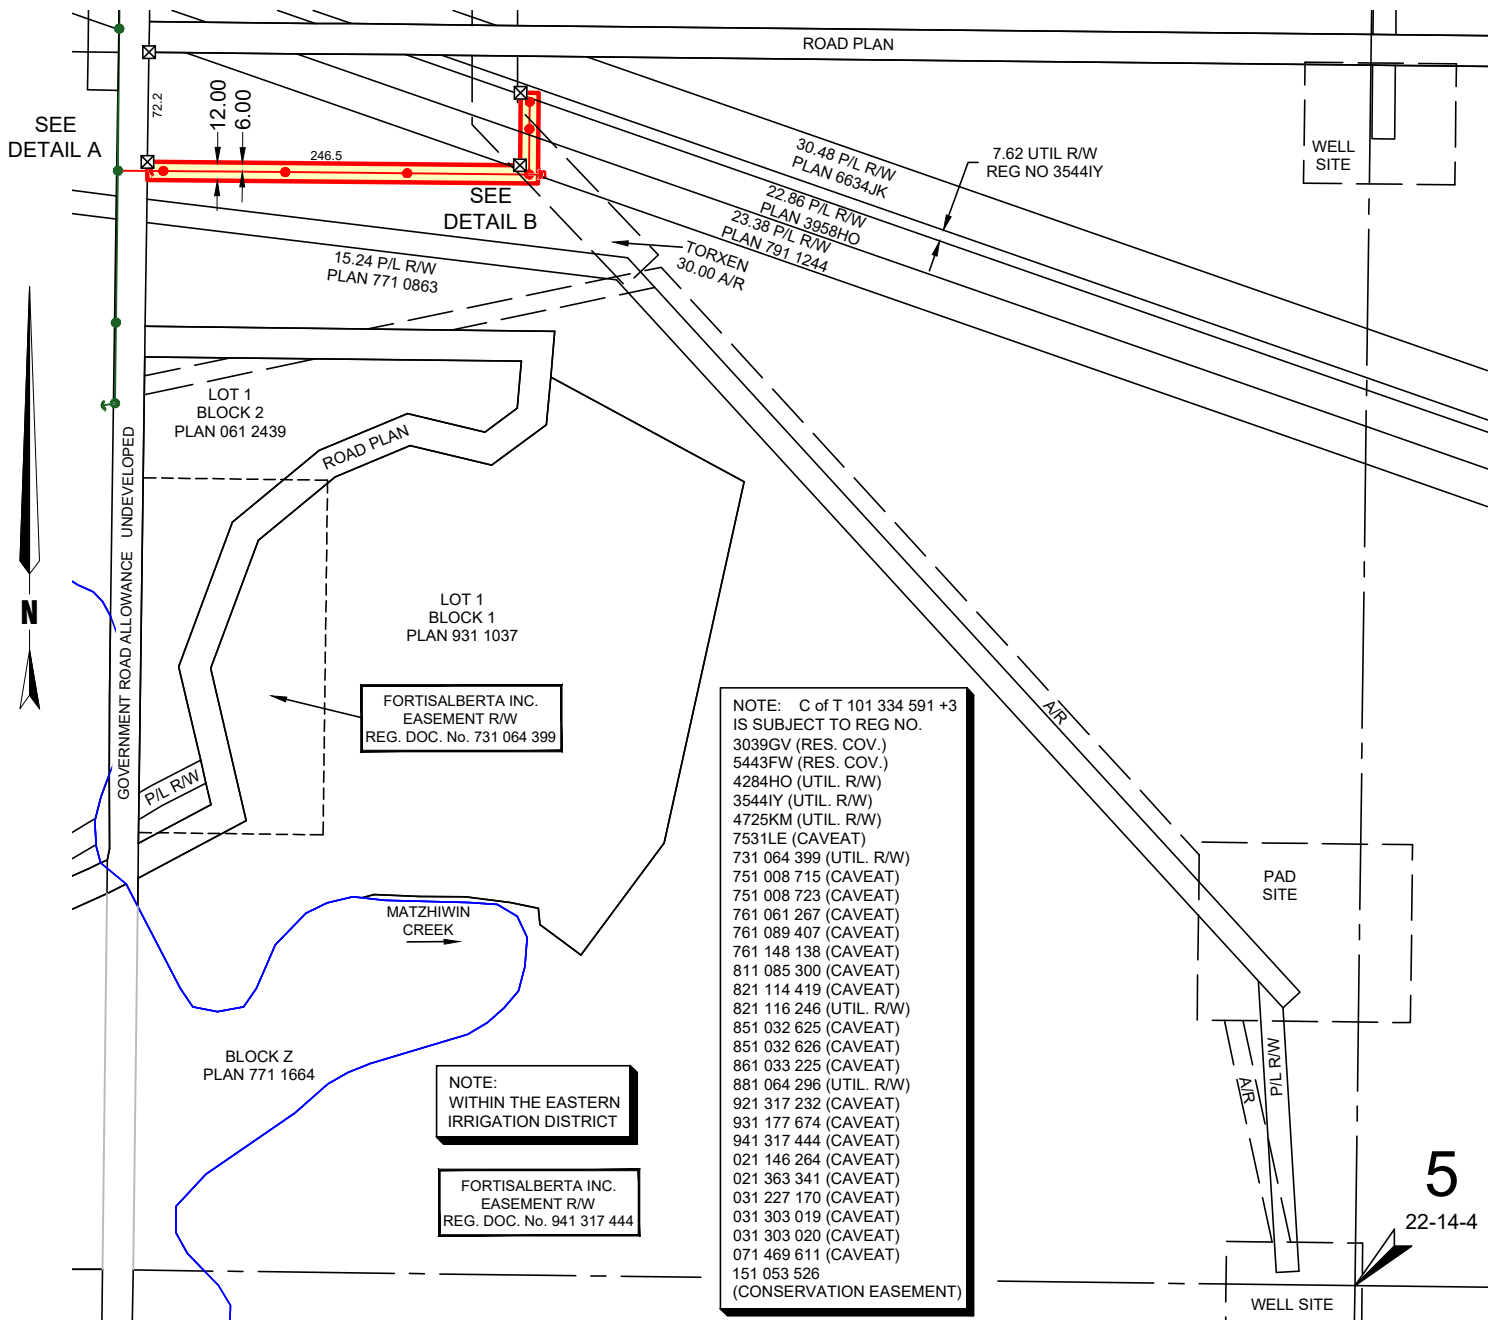 ROAD PLAN
SEE
DETAIL A
72.2
12.00
6.00
246.5
SEE
DETAIL B
30.48 P/L R/W
PLAN 6634JK
7.62 UTIL R/W
REG NO 3544IY
WELL
SITE
22.86 P/L R/W
PLAN 3958HO
23.38 P/L R/W
PLAN 791 1244
TORXEN
30.00 A/R
15.24 P/L R/W
PLAN 771 0863
LOT 1
BLOCK 2
PLAN 061 2439
ROAD PLAN
GOVERNMENT ROAD ALLOWANCE UNDEVELOPED
N
LOT 1
BLOCK 1
PLAN 931 1037
FORTISALBERTA INC.
EASEMENT R/W
REG. DOC. No. 731 064 399
P/L R/W
A/R
NOTE: C of T 101 334 591 +3
IS SUBJECT TO REG NO.
3039GV (RES. COV.)
5443FW (RES. COV.)
4284HO (UTIL. R/W)
3544IY (UTIL. R/W)
4725KM (UTIL. R/W)
7531LE (CAVEAT)
731 064 399 (UTIL. R/W)
751 008 715 (CAVEAT)
751 008 723 (CAVEAT)
761 061 267 (CAVEAT)
761 089 407 (CAVEAT)
761 148 138 (CAVEAT)
811 085 300 (CAVEAT)
821 114 419 (CAVEAT)
821 116 246 (UTIL. R/W)
851 032 625 (CAVEAT)
851 032 626 (CAVEAT)
861 033 225 (CAVEAT)
881 064 296 (UTIL. R/W)
921 317 232 (CAVEAT)
931 177 674 (CAVEAT)
941 317 444 (CAVEAT)
021 146 264 (CAVEAT)
021 363 341 (CAVEAT)
031 227 170 (CAVEAT)
031 303 019 (CAVEAT)
031 303 020 (CAVEAT)
071 469 611 (CAVEAT)
151 053 526
(CONSERVATION EASEMENT)
PAD
SITE
MATZHIWIN
CREEK
BLOCK Z
PLAN 771 1664
NOTE:
WITHIN THE EASTERN
IRRIGATION DISTRICT
FORTISALBERTA INC.
EASEMENT R/W
REG. DOC. No. 941 317 444
A/R
P/L R/W
5
22-14-4
WELL SITE